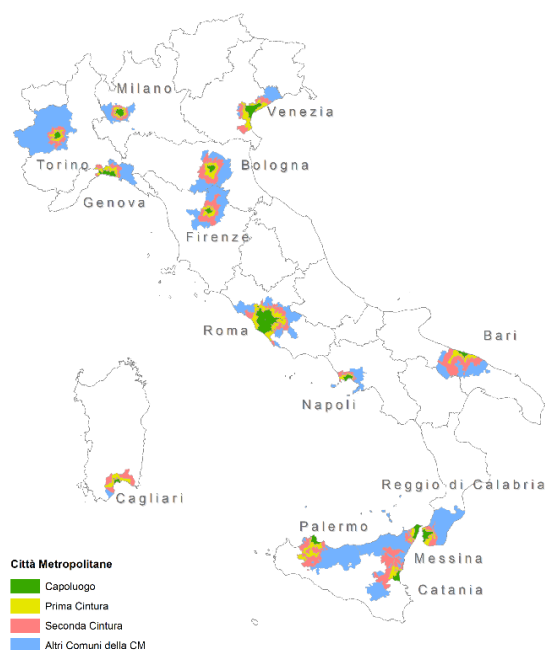 Milano
Venezia
Torino
Bologna
Genova
Firenze
Roma
Bari
Napoli
Reggio di Calabria
Cagliari
Palermo
Messina
Catania
Città Metropolitane
Capoluogo
Prima Cintura
Seconda Cintura
Altri Comuni della CM